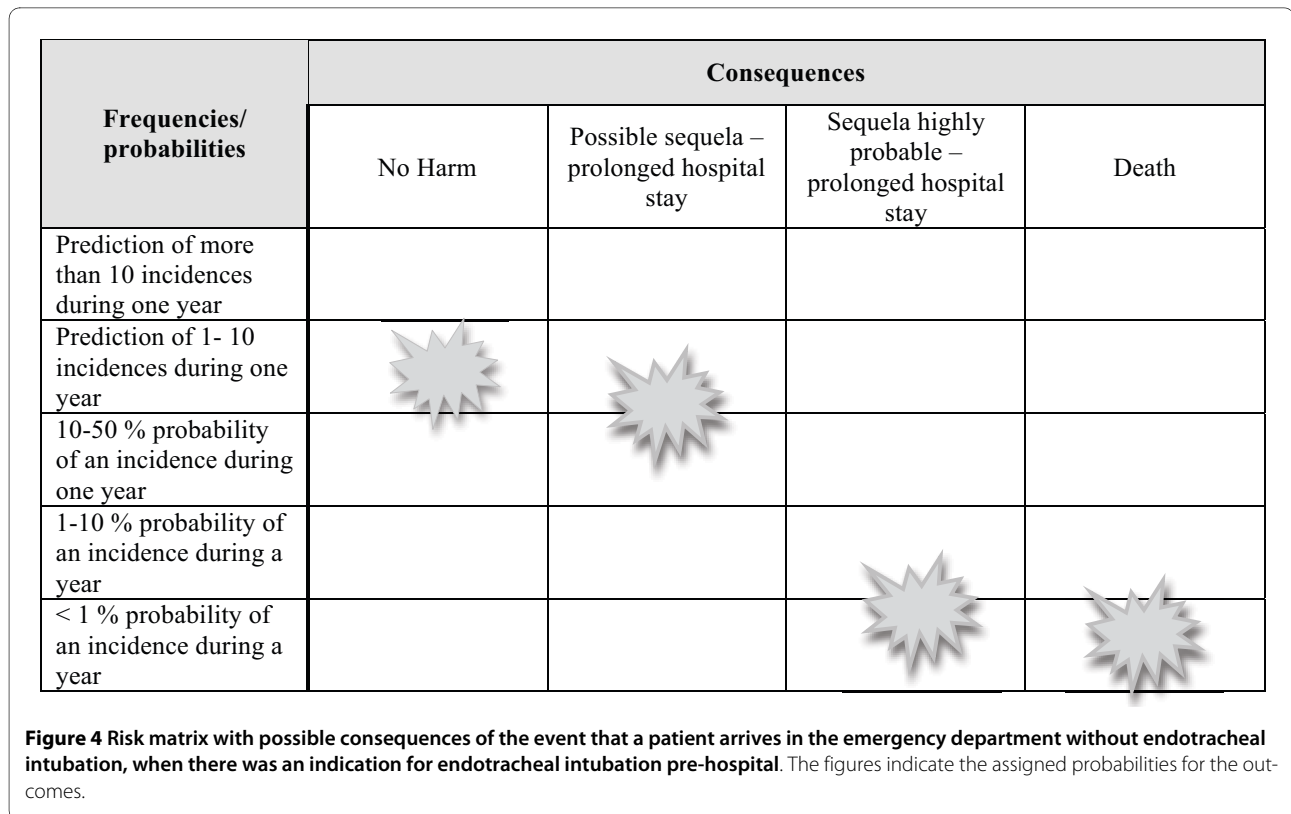 Frequencies/
probabilities
Consequences
No Harm
Possible sequela –
prolonged hospital
stay
Sequela highly
probable –
prolonged hospital
stay
Death
Prediction of more
than 10 incidences
during one year
Prediction of 1- 10
incidences during one
year
10-50 % probability
of an incidence during
one year
1-10 % probability of
an incidence during a
year
< 1 % probability of
an incidence during a
year
Figure 4 Risk matrix with possible consequences of the event that a patient arrives in the emergency department without endotracheal
intubation, when there was an indication for endotracheal intubation pre-hospital. The figures indicate the assigned probabilities for the out-
comes.